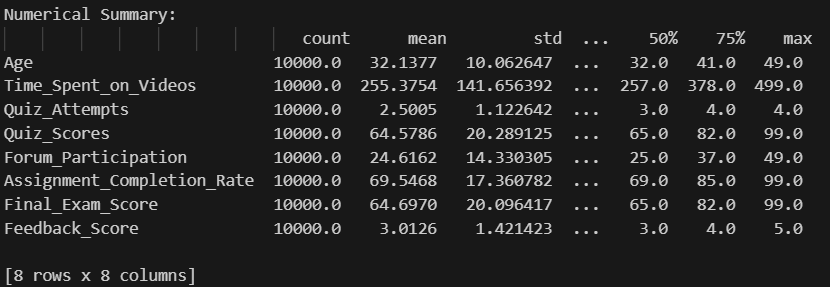 Numerical Summary:
count mean std ... 50% 75% max
Age 10000.0 32.1377 10.062647 ... 32.0 41.0 49.0
Time_Spent_on_Videos 10000.0 255.3754 141.656392 ... 257.0 378.0 499.0
Quiz_Attempts 10000.0 2.5005 1.122642 ... 3.0 4.0 4.0
Quiz_Scores 10000.0 64.5786 20.289125 ... 65.0 82.0 99.0
Forum_Participation 10000.0 24.6162 14.330305 ... 25.0 37.0 49.0
Assignment_Completion_Rate 10000.0 69.5468 17.360782 ... 69.0 85.0 99.0
Final_Exam_Score 10000.0 64.6970 20.096417 ... 65.0 82.0 99.0
Feedback_Score 10000.0 3.0126 1.421423 ... 3.0 4.0 5.0
[8 rows x 8 columns]